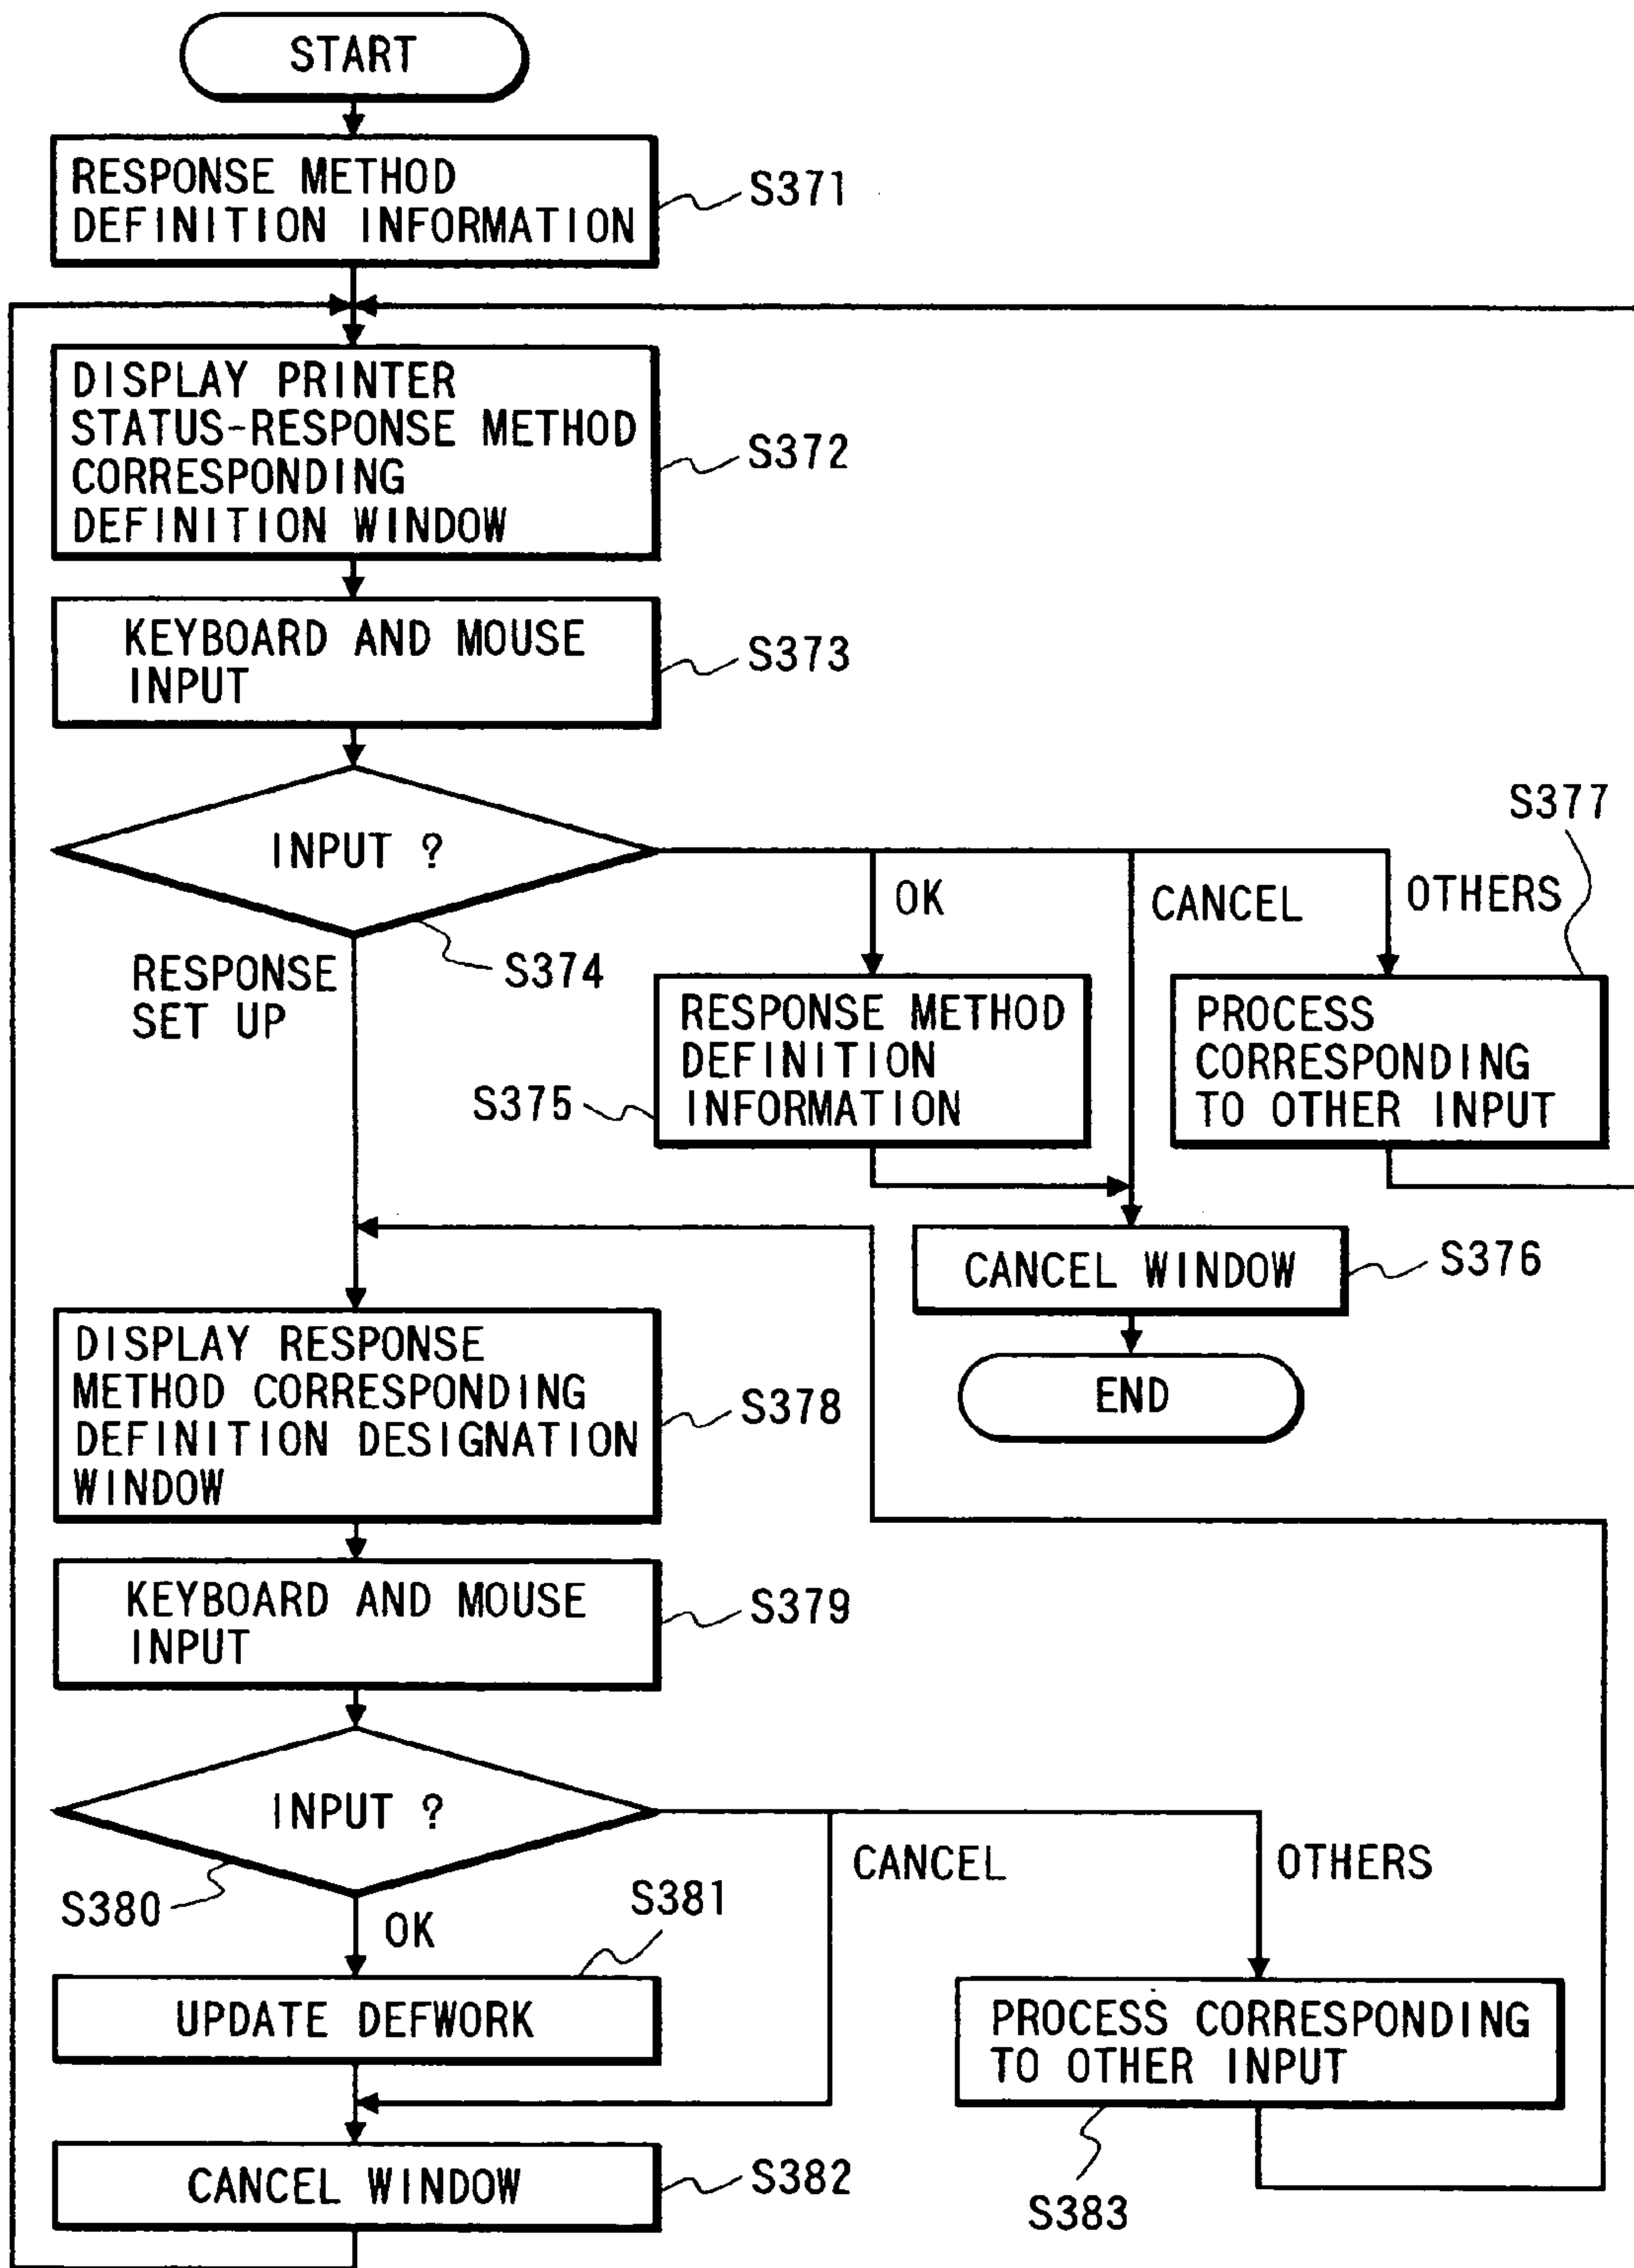 START
RESPONSE METHOD
DEFINITION INFORMATION
S371
DISPLAY PRINTER
STATUS-RESPONSE METHOD
CORRESPONDING
DEFINITION WINDOW
S372
KEYBOARD AND MOUSE
INPUT
S373
INPUT ?
S374
RESPONSE
SET UP
OK
CANCEL
OTHERS
S377
RESPONSE METHOD
DEFINITION
INFORMATION
S375
PROCESS
CORRESPONDING
TO OTHER INPUT
CANCEL WINDOW
S376
END
DISPLAY RESPONSE
METHOD CORRESPONDING
DEFINITION DESIGNATION
WINDOW
S378
KEYBOARD AND MOUSE
INPUT
S379
INPUT ?
S380
OK
CANCEL
OTHERS
S381
UPDATE DEFWORK
PROCESS CORRESPONDING
TO OTHER INPUT
S383
CANCEL WINDOW
S382